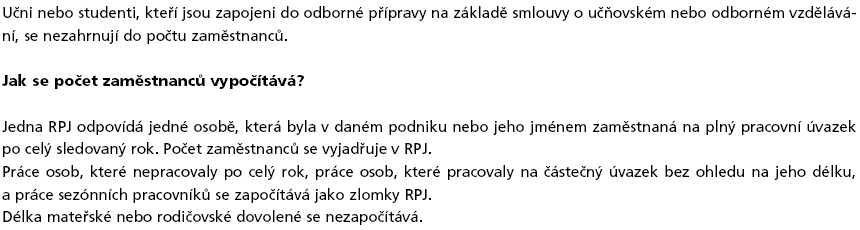 Učni nebo studenti, kteří jsou zapojeni do odborné přípravy na základě smlouvy o učňovském nebo odborném vzdělává-
ní, se nezahrnují do počtu zaměstnanců.
Jak se počet zaměstnanců vypočítává?
Jedna RPJ odpovídá jedné osobě, která byla v daném podniku nebo jeho jménem zaměstnaná na plný pracovní úvazek
po celý sledovaný rok. Počet zaměstnanců se vyjadřuje v RPJ.
Práce osob, které nepracovaly po celý rok, práce osob, které pracovaly na částečný úvazek bez ohledu na jeho délku,
a práce sezónních pracovníků se započítává jako zlomky RPJ.
Délka mateřské nebo rodičovské dovolené se nezapočítává.